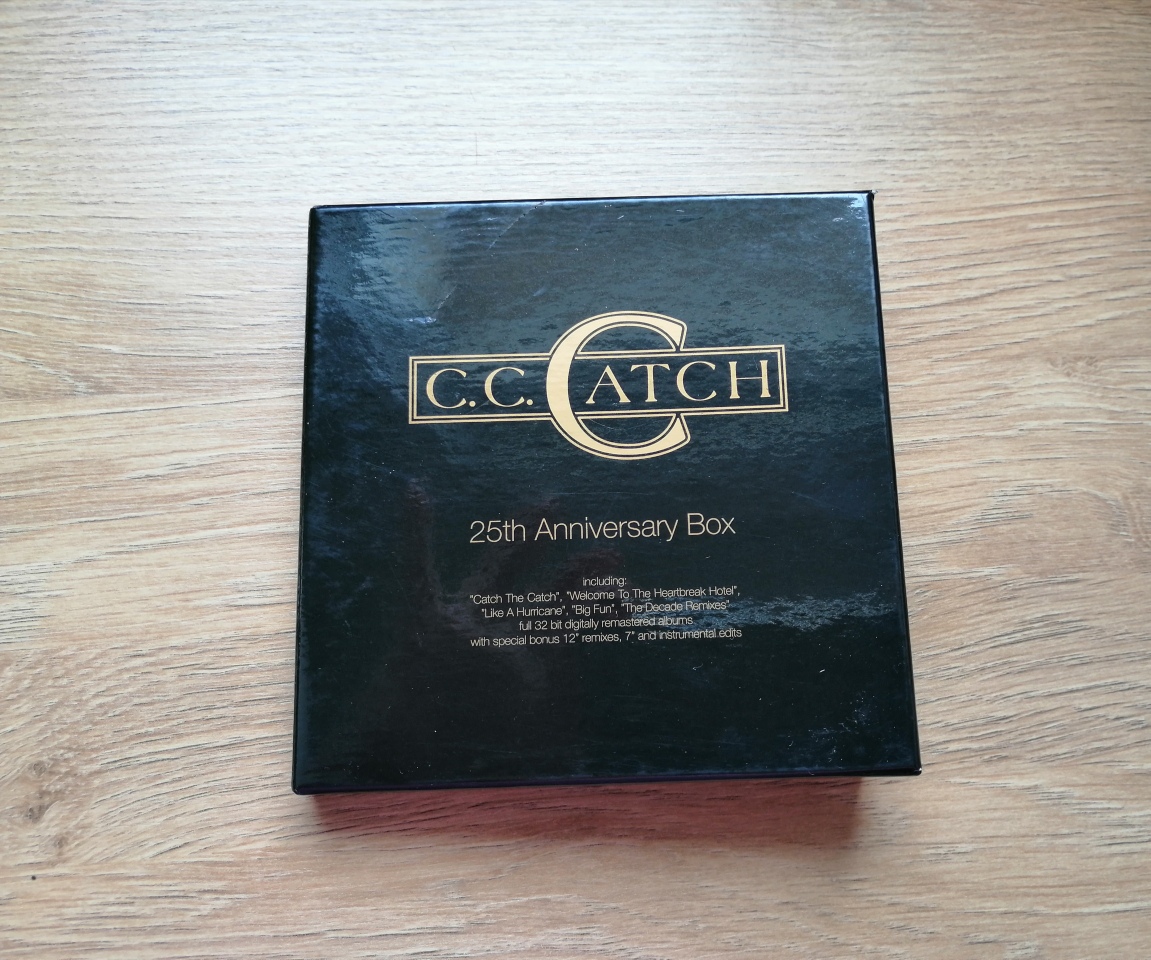 C.C.CATCH
25th Anniversary Box
including:
"Catch The Catch", "Welcome To The Heartbreak Hotel",
"Like A Hurricane", "Big Fun", "The Decade Remixes"
full 32 bit digitally remastered albums
with special bonus 12" remixes, 7" and instrumental edits